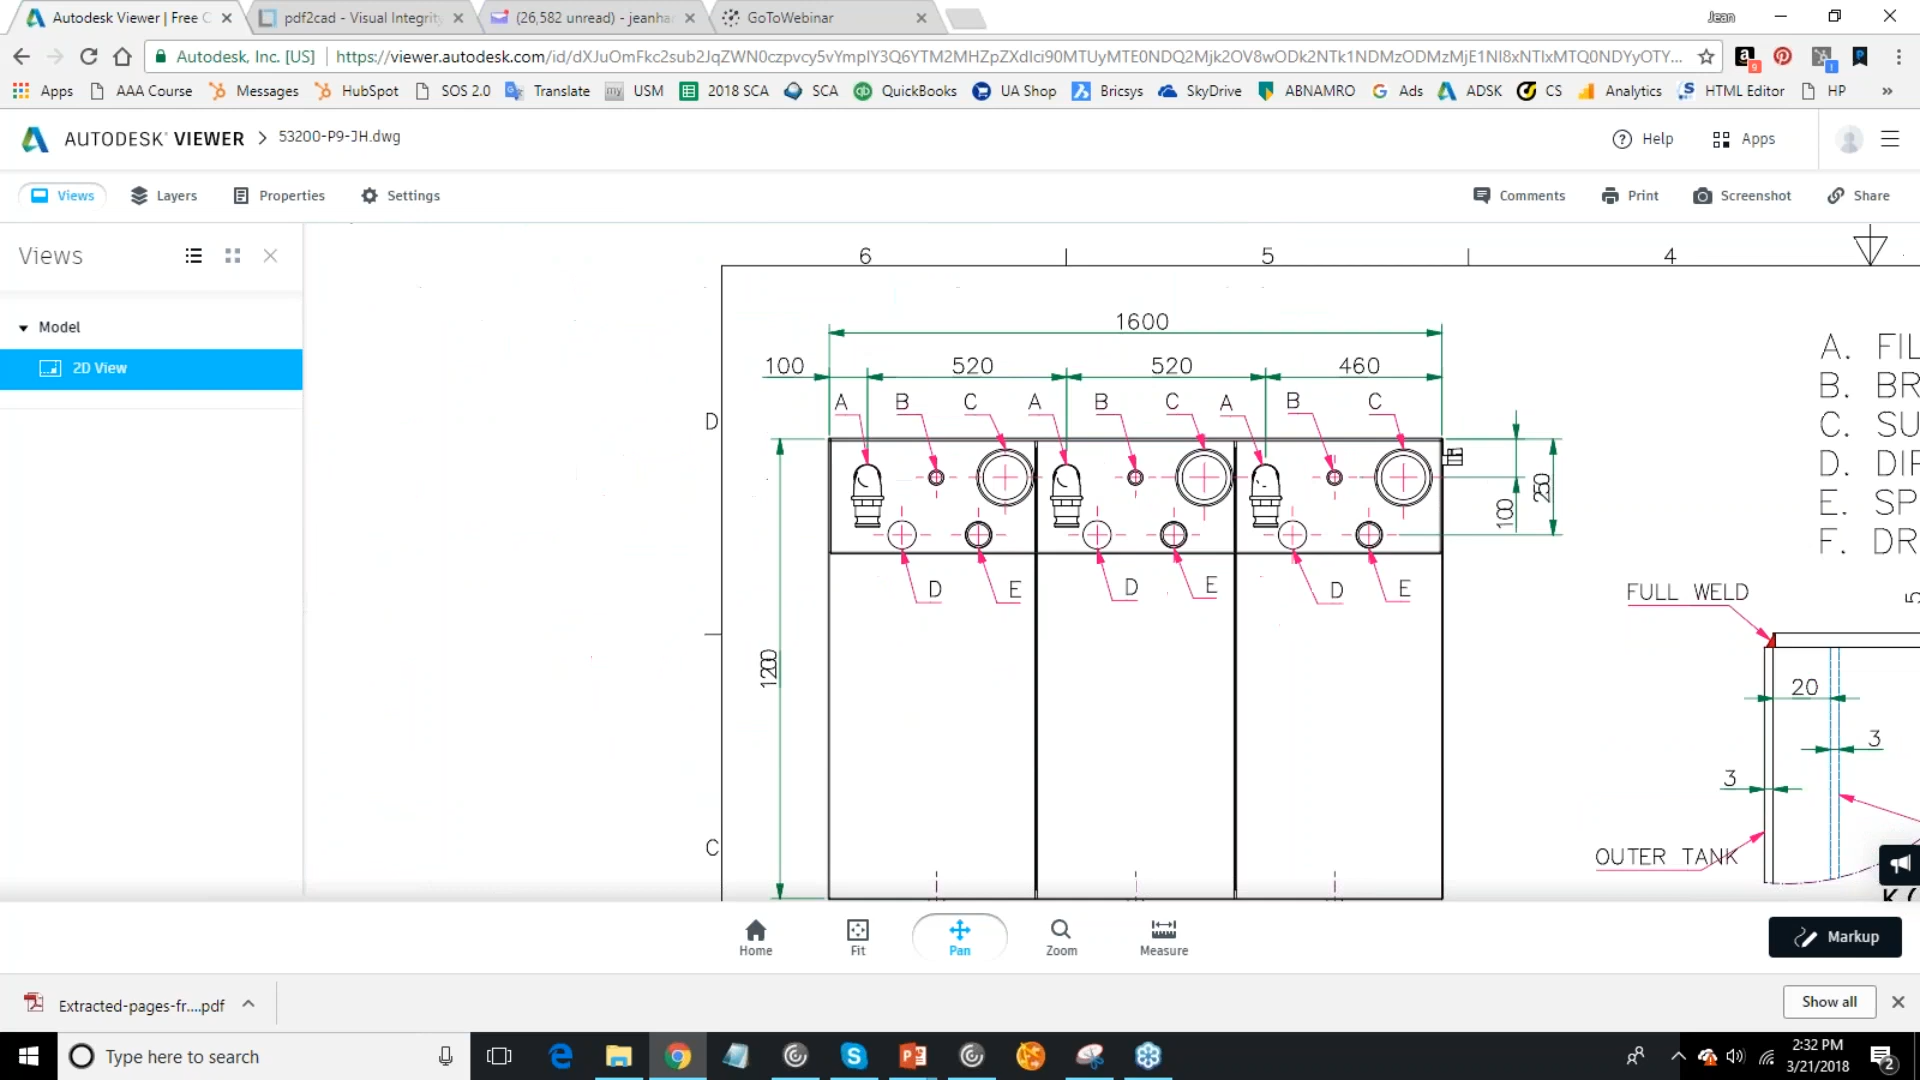 Autodesk Viewer | Free C
pdf2cad - Visual Integrity
(26,582 unread) - jeanha
GoToWebinar
Jean
Autodesk, Inc. [US]
Apps
AAA Course
Messages
HubSpot
SOS 2.0
Translate
my USM
2018 SCA
SCA
QuickBooks
UA Shop
Bricsys
SkyDrive
ABNAMRO
Ads
ADSK
CS
Analytics
HTML Editor
HP
»
AUTODESK® VIEWER > 53200-P9-JH.dwg
Help
Apps
Views
Layers
Properties
Settings
Comments
Print
Screenshot
Share
Views
Model
2D View
6 5 4
1600
100 520 520 460
A B C A B C A B C
D
100
250
D E D E D E
1200
C
A. FIL
B. BR
C. SU
D. DIP
E. SP
F. DR
FULL WELD
20
3
3
OUTER TANK
Home
Fit
Pan
Zoom
Measure
Markup
Extracted-pages-fr....pdf
Show all
Type here to search
2:32 PM
3/21/2018
2